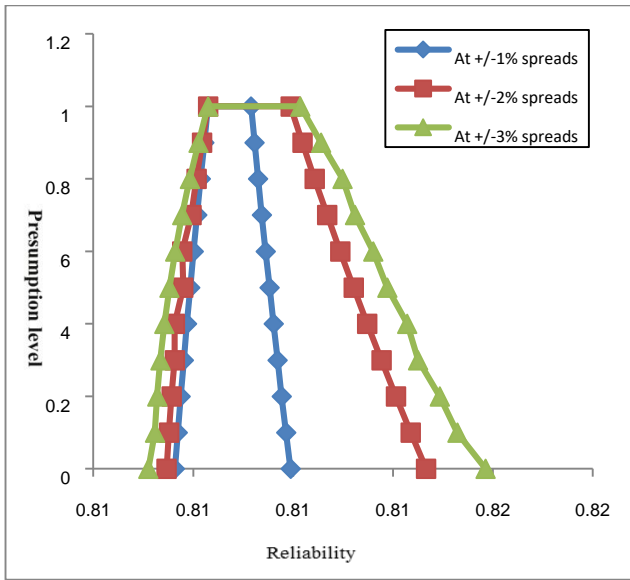 1.2
1
0.8
6
4
0.2
0
Presumption level
0.81
0.81
0.81
0.81
0.82
0.82
Reliability
At +/-1% spreads
At +/-2% spreads
At +/-3% spreads